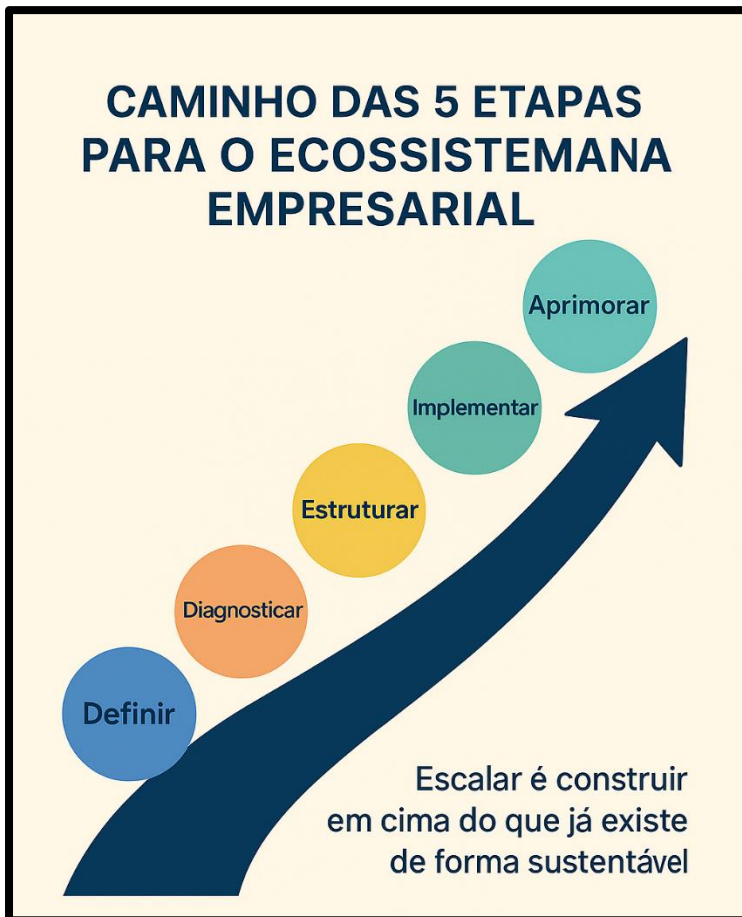 CAMINHO DAS 5 ETAPAS
PARA O ECOSSISTEMANA
EMPRESARIAL
Aprimorar
Implementar
Estruturar
Diagnosticar
Definir
Escalar é construir
em cima do que já existe
de forma sustentável